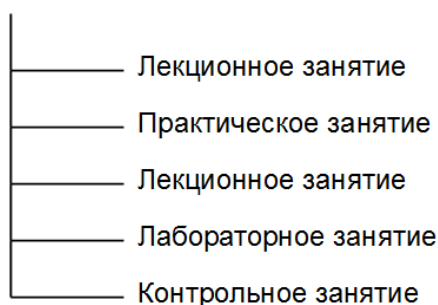 Лекционное занятие
Практическое занятие
Лекционное занятие
Лабораторное занятие
Контрольное занятие